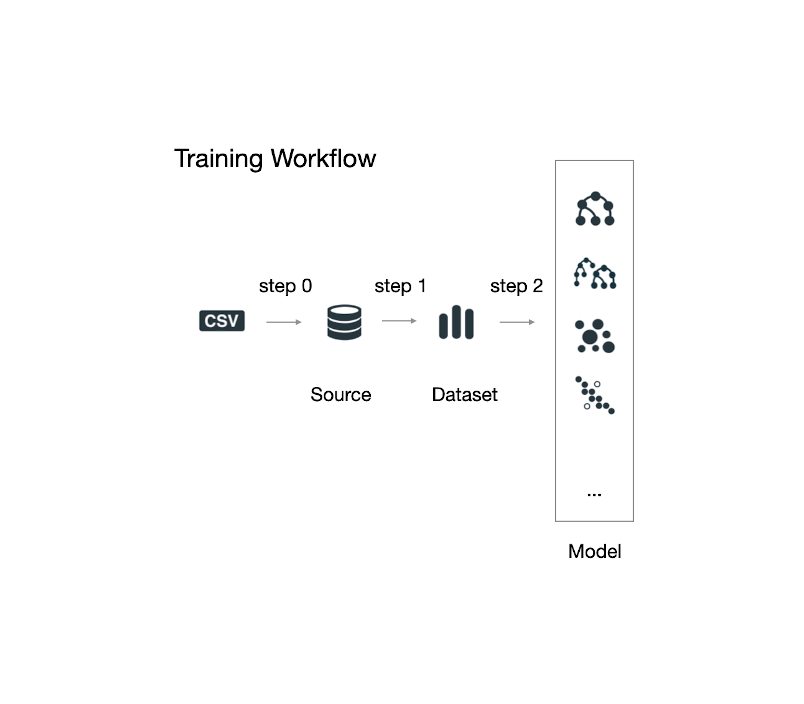 Training Workflow
step 0
step 1
step 2
CSV
Source
Dataset
...
Model